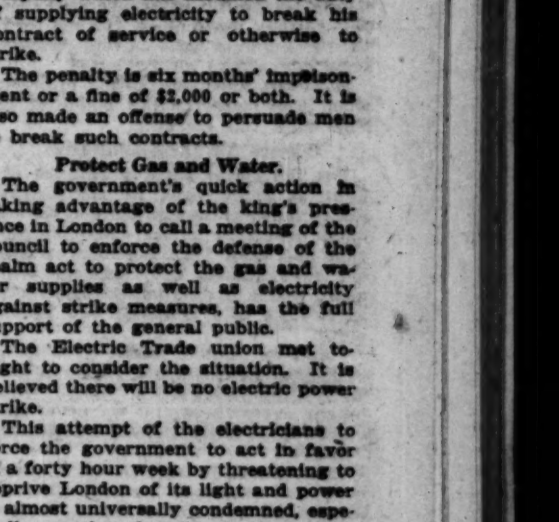 supplying electricity to break his
ontract of service or otherwise to
rike.
The penalty is six months' imprison-
ent or a fine of $2,000 or both. It is
so made an offense to persuade men
break such contracts.
Protect Gas and Water.
The government's quick action in
king advantage of the king's pres-
nce in London to call a meeting of the
ouncil to enforce the defense of the
alm act to protect the gas and wa-
r supplies as well as electricity
gainst strike measures, has the full
pport of the general public.
The Electric Trade union met to-
ght to consider the situation. It is
elieved there will be no electric power
rike.
This attempt of the electricians to
rce the government to act in favor
a forty hour week by threatening to
prive London of its light and power
almost universally condemned, espe-